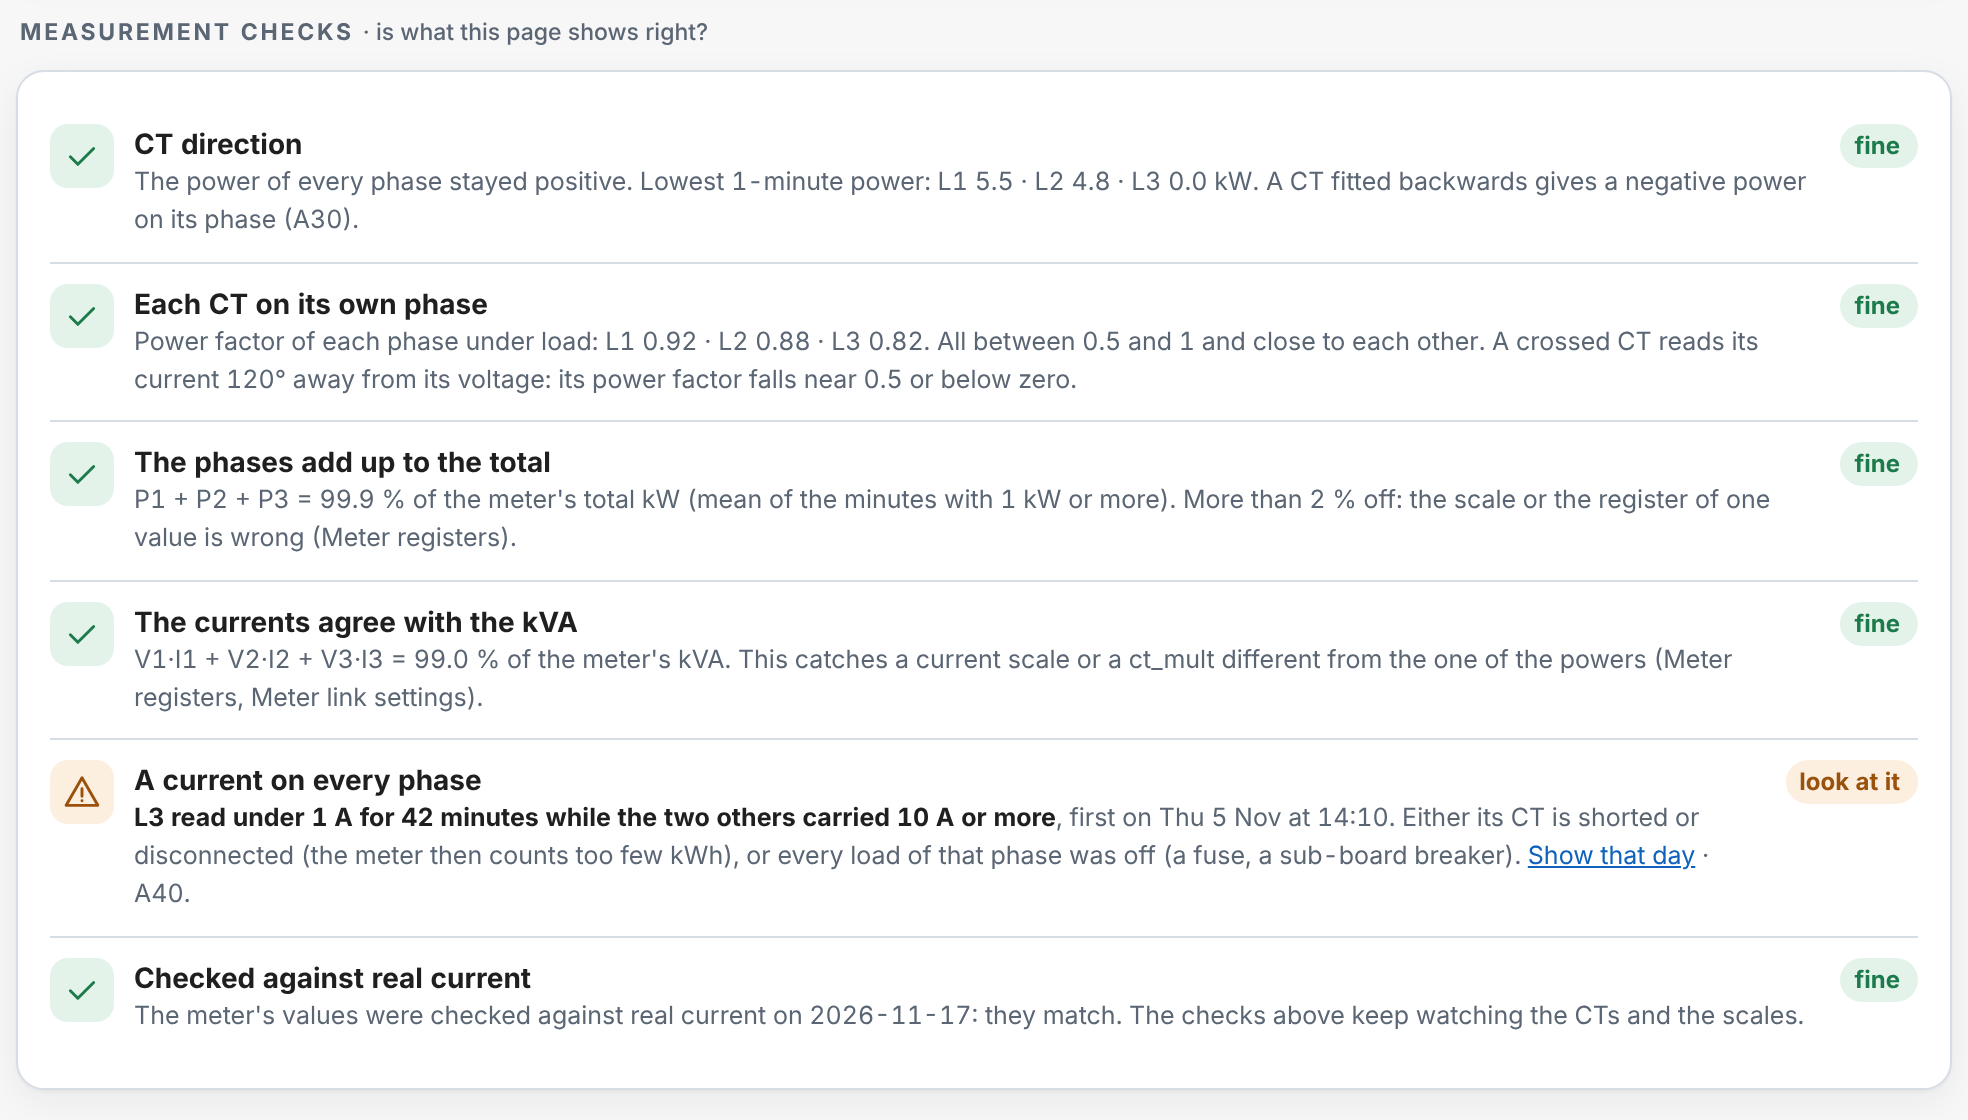 MEASUREMENT CHECKS · is what this page shows right?
CT direction
fine
The power of every phase stayed positive. Lowest 1-minute power: L1 5.5 · L2 4.8 · L3 0.0 kW. A CT fitted backwards gives a negative power
on its phase (A30).
Each CT on its own phase
fine
Power factor of each phase under load: L1 0.92 · L2 0.88 · L3 0.82. All between 0.5 and 1 and close to each other. A crossed CT reads its
current 120° away from its voltage: its power factor falls near 0.5 or below zero.
The phases add up to the total
fine
P1 + P2 + P3 = 99.9 % of the meter's total kW (mean of the minutes with 1 kW or more). More than 2 % off: the scale or the register of one
value is wrong (Meter registers).
The currents agree with the kVA
fine
V1·I1 + V2·I2 + V3·I3 = 99.0 % of the meter's kVA. This catches a current scale or a ct_mult different from the one of the powers (Meter
registers, Meter link settings).
A current on every phase
look at it
L3 read under 1 A for 42 minutes while the two others carried 10 A or more, first on Thu 5 Nov at 14:10. Either its CT is shorted or
disconnected (the meter then counts too few kWh), or every load of that phase was off (a fuse, a sub-board breaker). Show that day ·
A40.
Checked against real current
fine
The meter's values were checked against real current on 2026-11-17: they match. The checks above keep watching the CTs and the scales.